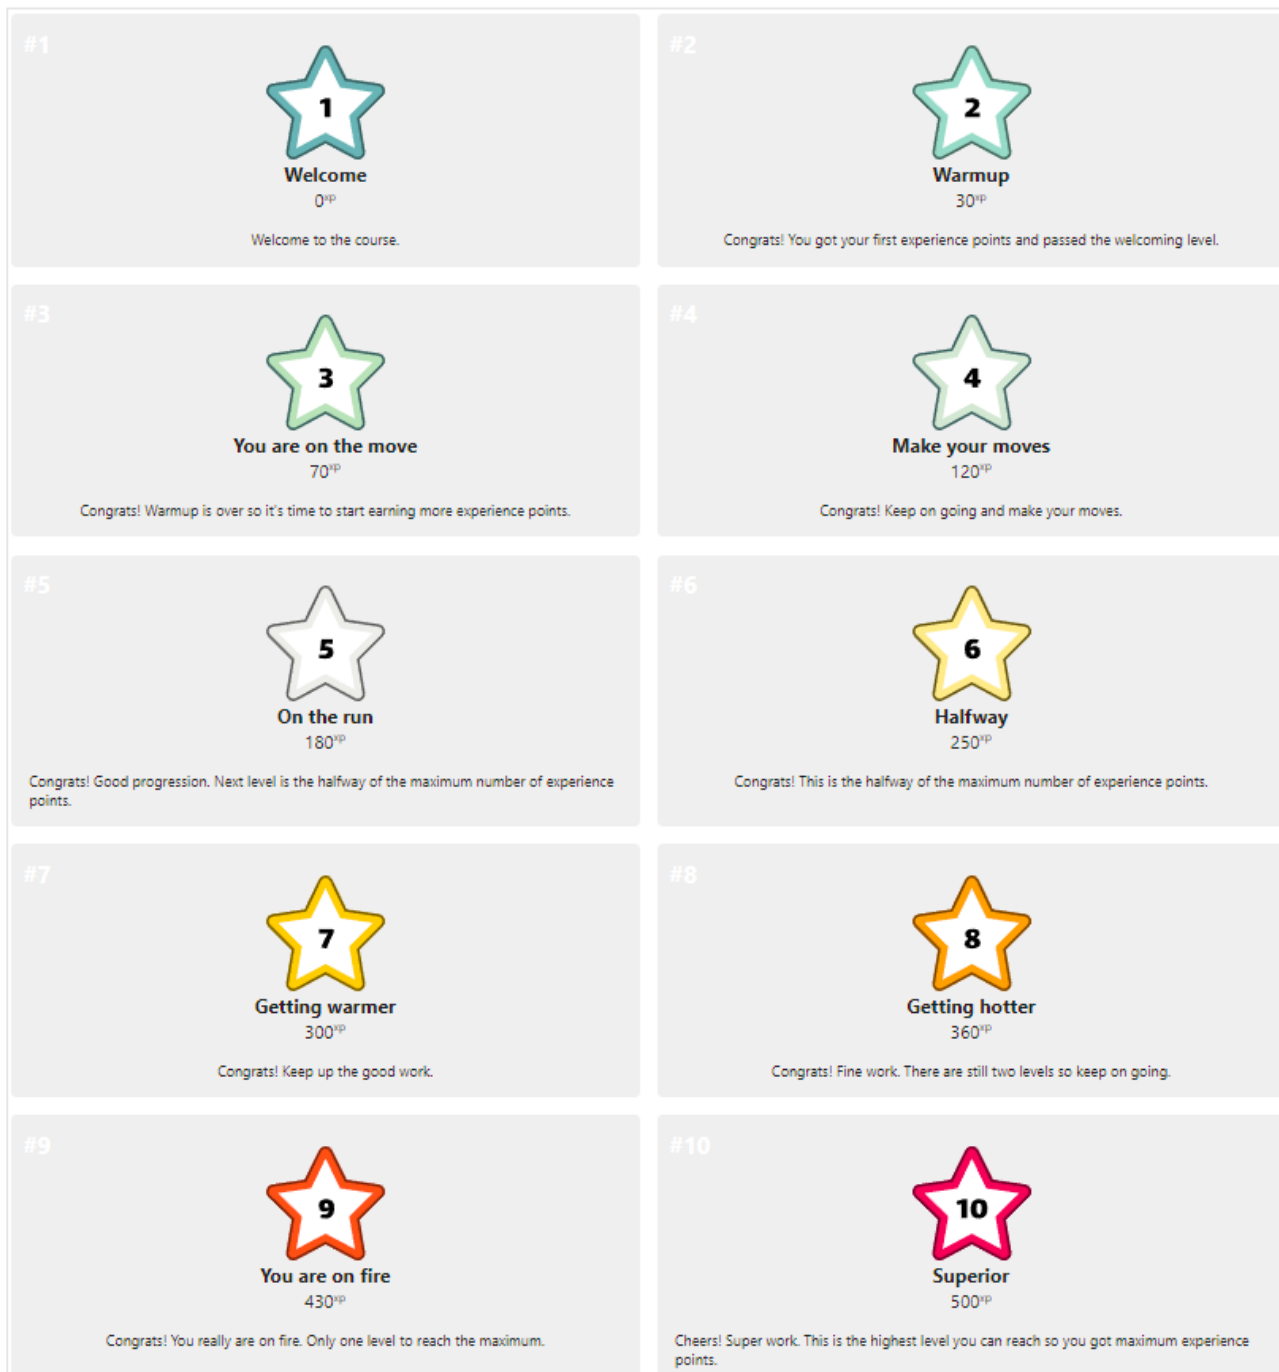 #1
1
Welcome
0xp
Welcome to the course.
#2
2
Warmup
30xp
Congrats! You got your first experience points and passed the welcoming level.
#3
3
You are on the move
70xp
Congrats! Warmup is over so it's time to start earning more experience points.
#4
4
Make your moves
120xp
Congrats! Keep on going and make your moves.
#5
5
On the run
180xp
Congrats! Good progression. Next level is the halfway of the maximum number of experience
points.
#6
6
Halfway
250xp
Congrats! This is the halfway of the maximum number of experience points.
#7
7
Getting warmer
300xp
Congrats! Keep up the good work.
#8
8
Getting hotter
360xp
Congrats! Fine work. There are still two levels so keep on going.
#9
9
You are on fire
430xp
Congrats! You really are on fire. Only one level to reach the maximum.
#10
10
Superior
500xp
Cheers! Super work. This is the highest level you can reach so you got maximum experience
points.